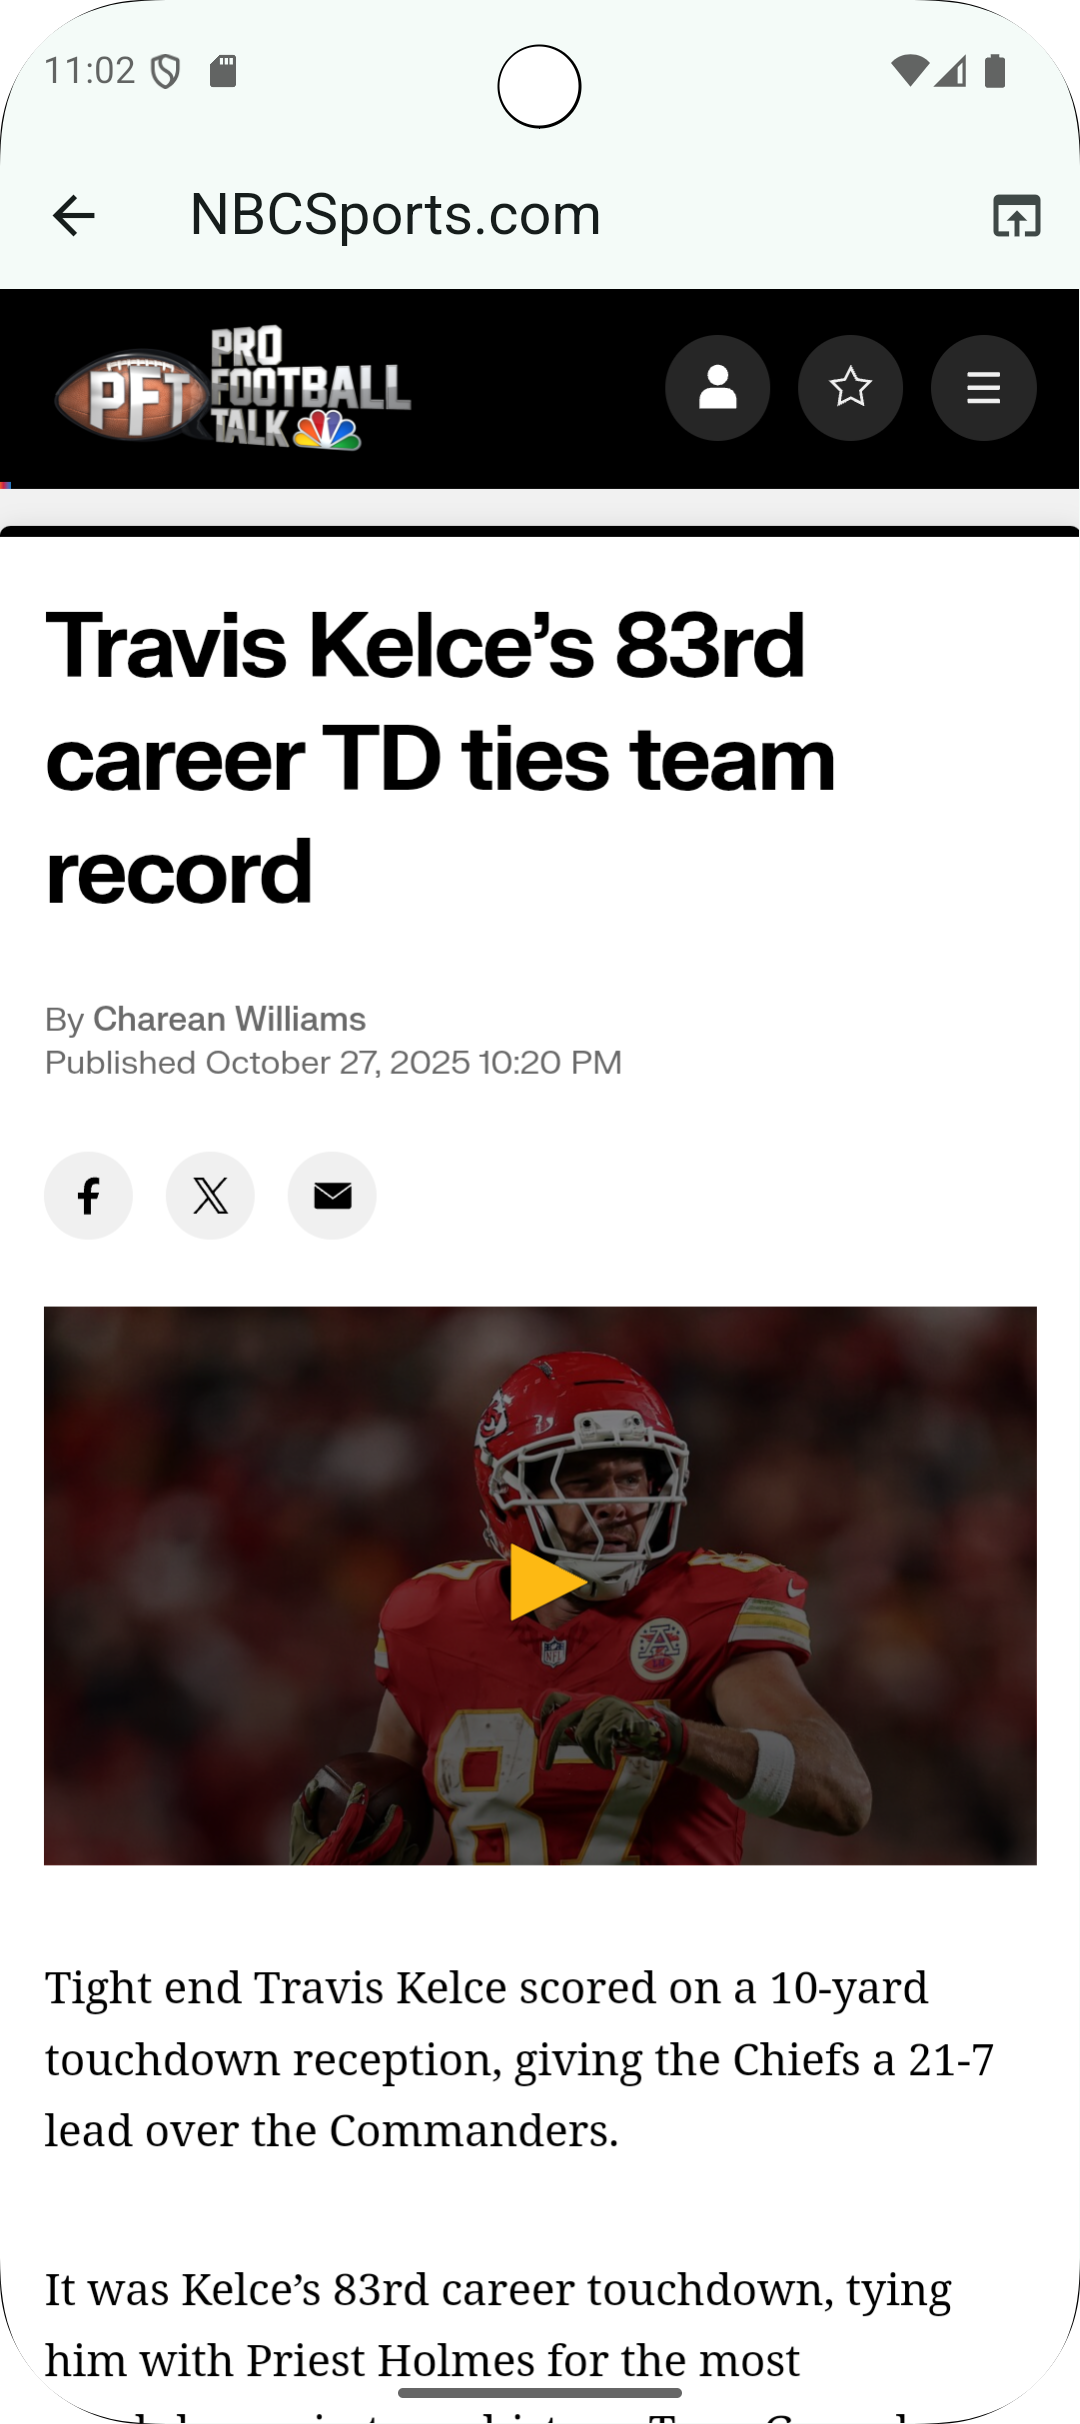 11:02
NBCSports.com
PFT PRO
FOOTBALL
TALK
Travis Kelce’s 83rd
career TD ties team
record
By Charean Williams
Published October 27, 2025 10:20 PM
87
Tight end Travis Kelce scored on a 10-yard
touchdown reception, giving the Chiefs a 21-7
lead over the Commanders.
It was Kelce’s 83rd career touchdown, tying
him with Priest Holmes for the most